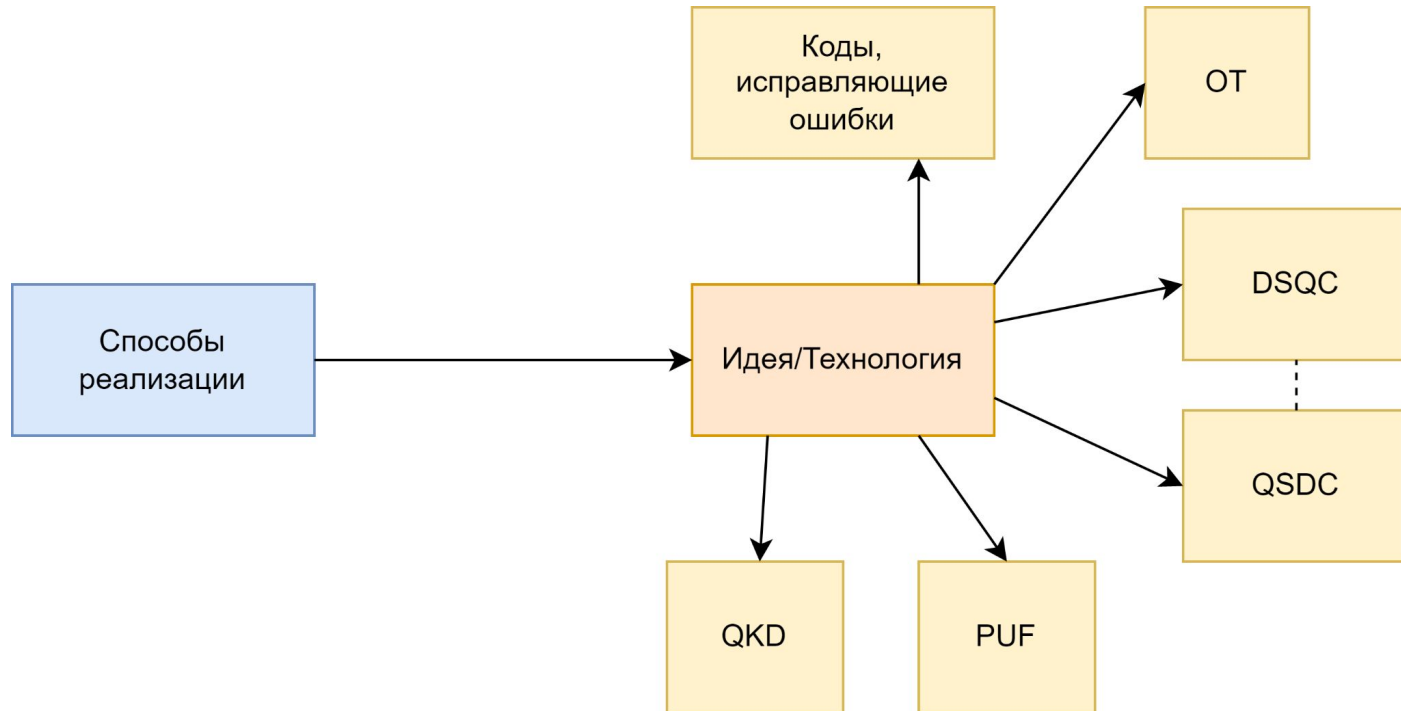 Коды,
исправляющие
ошибки
OT
DSQC
Способы
реализации
Идея/Технология
QSDC
QKD
PUF